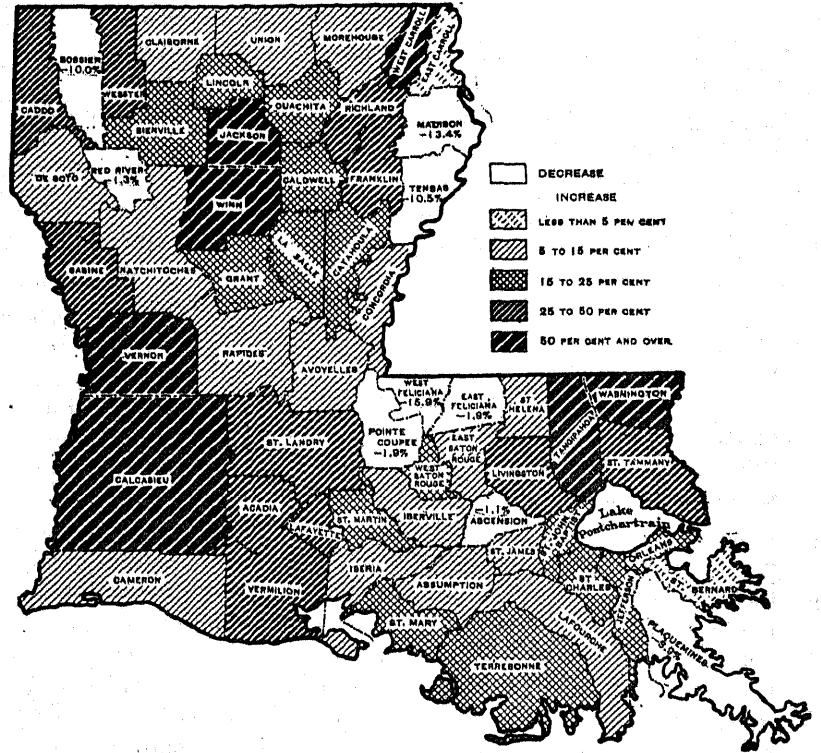 CLAIBORNE
UNION
MOREHOUSE
WEST CARROLL
EAST CARROLL
BOSSIER
-10.0%
WEBSTER
LINCOLN
CADDO
OUACHITA
RICHLAND
MADISON
-13.4%
BIENVILLE
JACKSON
DE SOTO
RED RIVER
-1.3%
CALDWELL
FRANKLIN
TENSAS
-10.5%
WINN
LA SALLE
CATAHOULA
SABINE
NATCHITOCHES
GRANT
CONCORDIA
VERNON
RAPIDES
AVOYELLES
DECREASE
INCREASE
LESS THAN 5 PER CENT
5 TO 15 PER CENT
15 TO 25 PER CENT
25 TO 50 PER CENT
50 PER CENT AND OVER
WEST
FELICIANA
-15.9%
EAST
FELICIANA
-1.9%
ST
HELENA
TANGIPAHOA
WASHINGTON
POINTE
COUPEE
-1.9%
ST. LANDRY
EAST
BATON
ROUGE
WEST
BATON
ROUGE
LIVINGSTON
ST. TAMMANY
CALCASIEU
ACADIA
LAFAYETTE
ST. MARTIN
IBERVILLE
-1.1%
ASCENSION
ST. JOHN
BAPTIST
Lake
Pontchartrain
ORLEANS
ST. JAMES
CAMERON
VERMILION
IBERIA
ASSUMPTION
ST
CHARLES
JEFFERSON
ST.
BERNARD
ST. MARY
LAFOURCHE
PLAQUEMINES
TERREBONNE